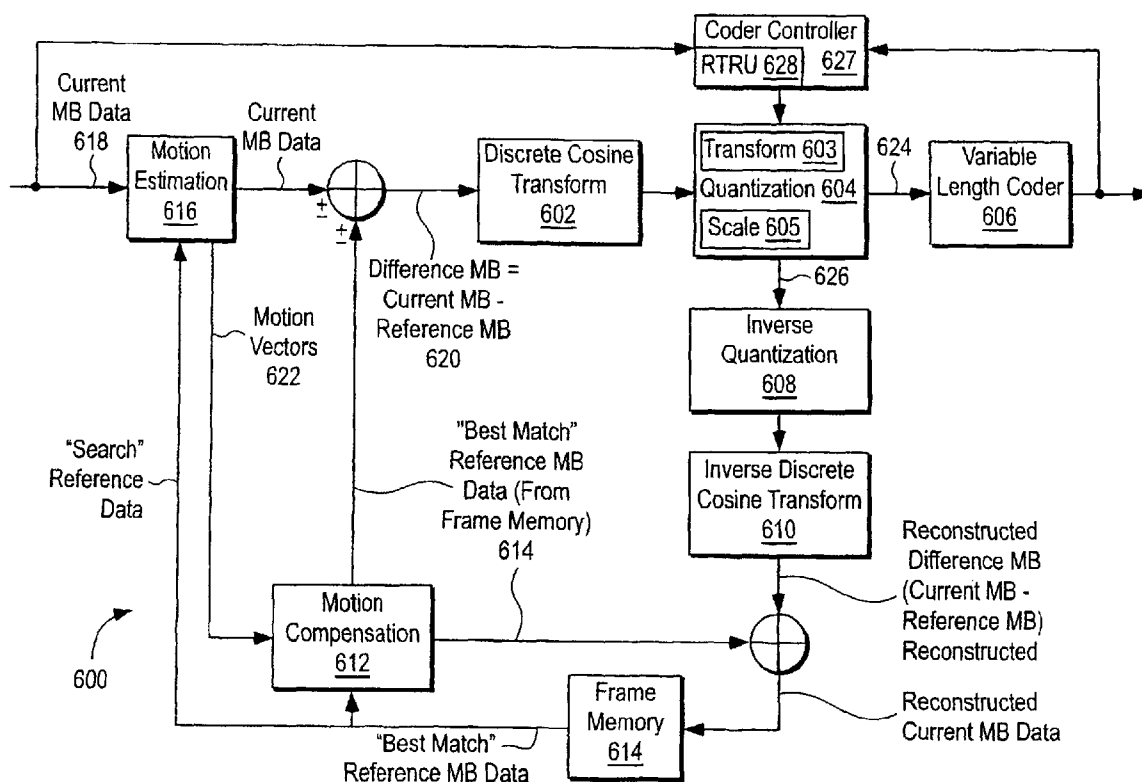 Coder Controller
RTRU 628
627
Current
MB Data
618
Current
MB Data
Motion
Estimation
616
±
±
Discrete Cosine
Transform
602
Transform 603
Quantization 604
Scale 605
624
Variable
Length Coder
606
626
Difference MB =
Current MB -
Reference MB
620
Motion
Vectors
622
Inverse
Quantization
608
"Search"
Reference
Data
"Best Match"
Reference MB
Data (From
Frame Memory)
614
Inverse Discrete
Cosine Transform
610
Reconstructed
Difference MB
(Current MB -
Reference MB)
Reconstructed
Motion
Compensation
612
600
Frame
Memory
614
Reconstructed
Current MB Data
"Best Match"
Reference MB Data